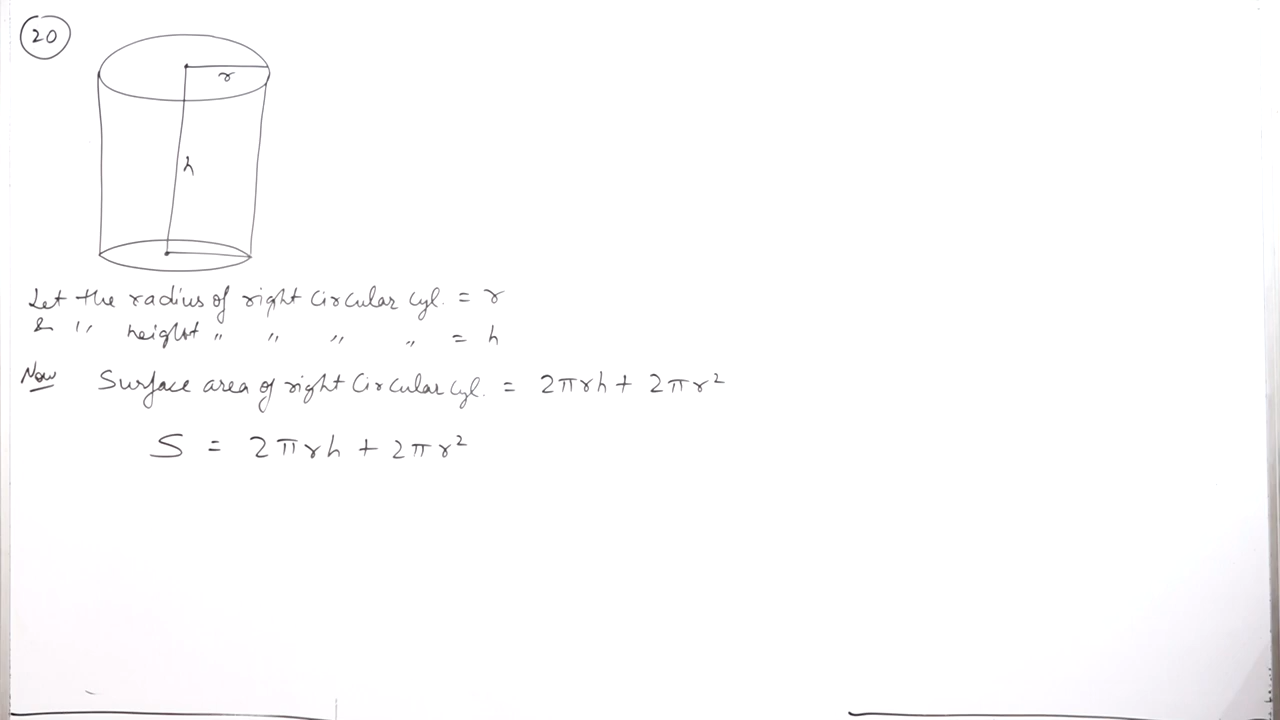 20
r
h
Let the radius of right Circular Cyl. = r
& " height " " " " = h
Now Surface area of right Circular Cyl. = 2πrh + 2πr²
S = 2πrh + 2πr²